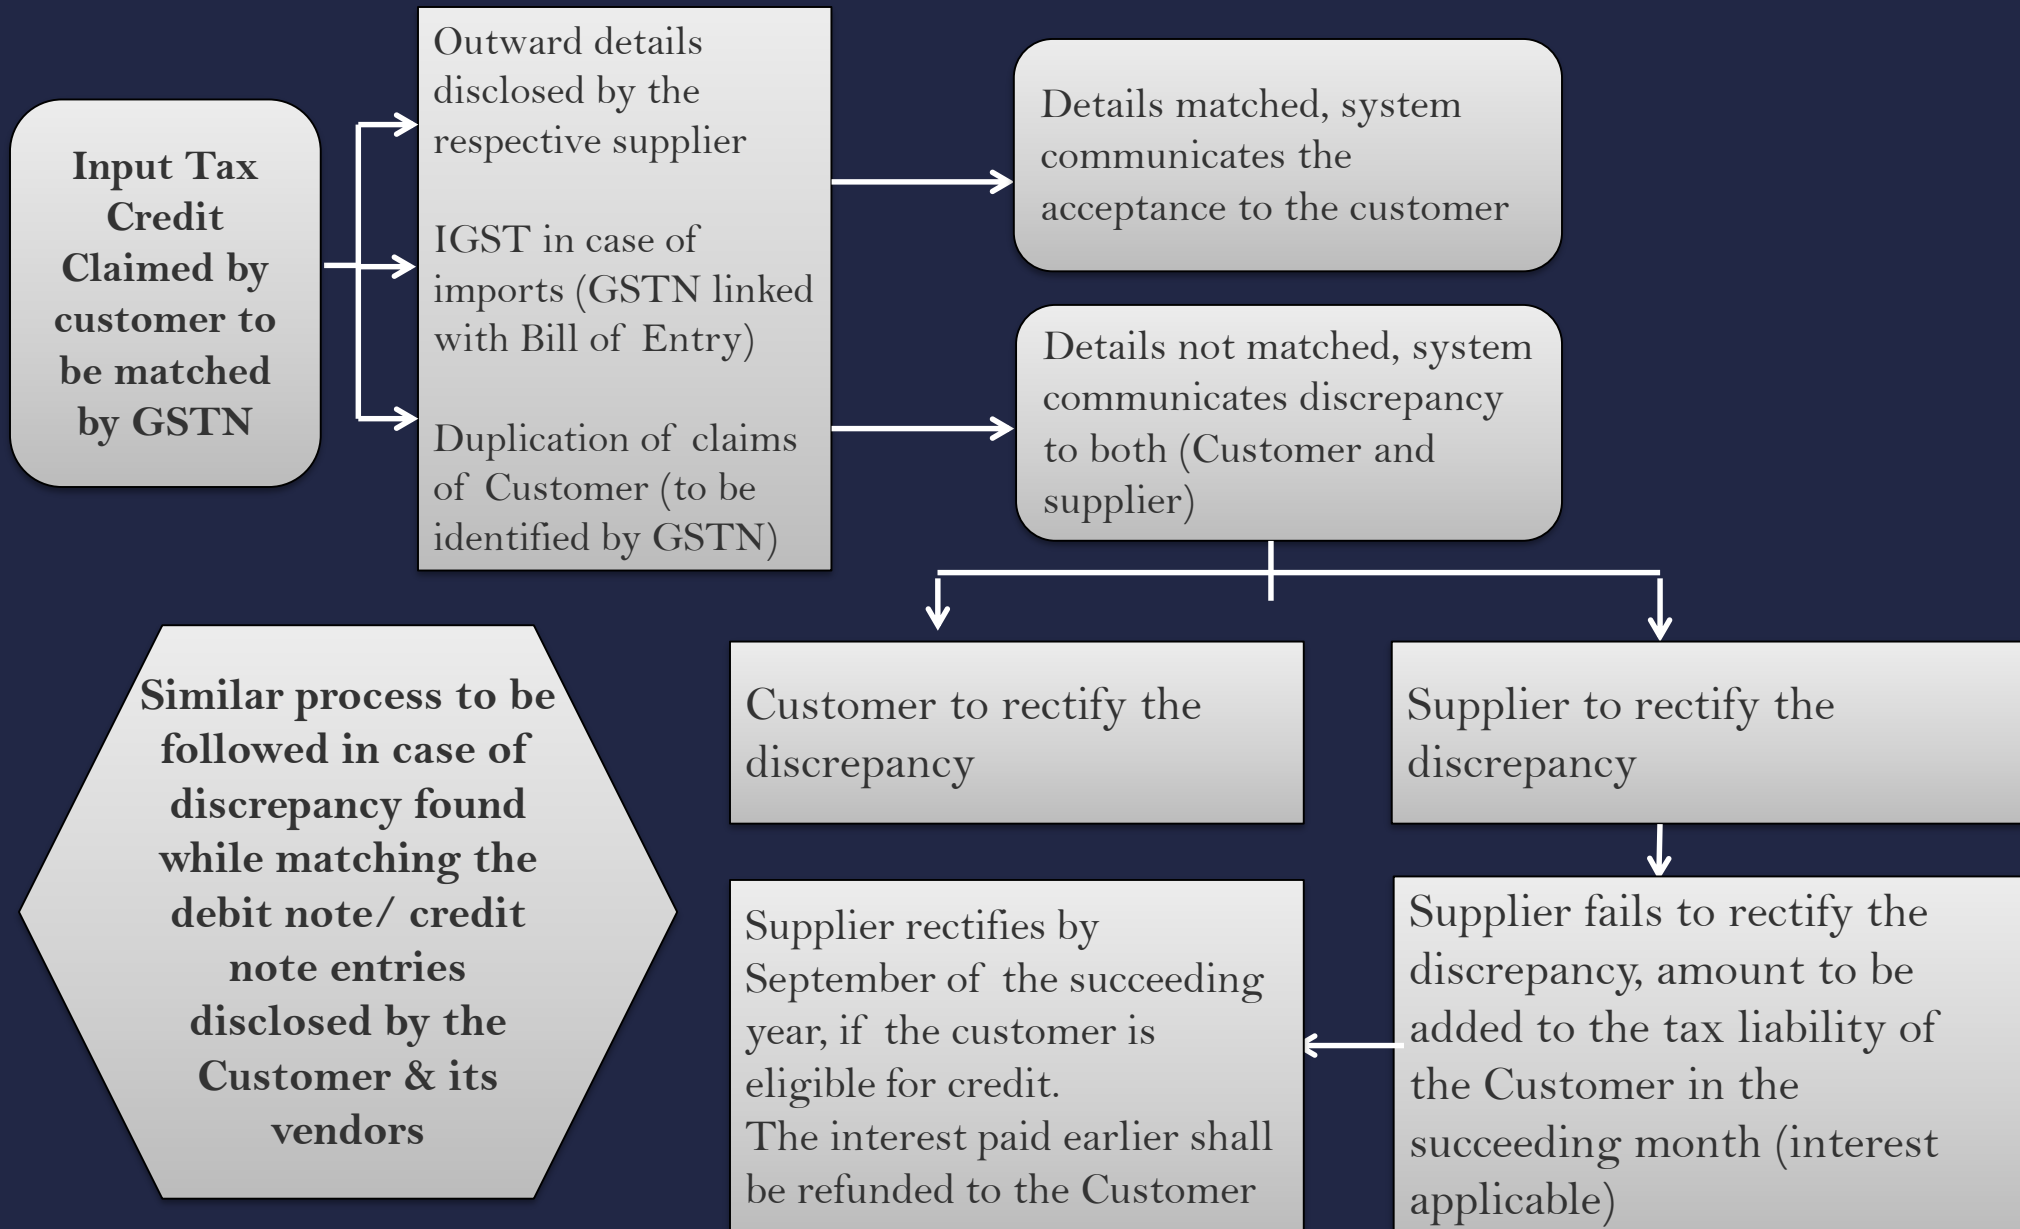 Input Tax
Credit
Claimed by
customer to
be matched
by GSTN
Outward details
disclosed by the
respective supplier
IGST in case of
imports (GSTN linked
with Bill of Entry)
Duplication of claims
of Customer (to be
identified by GSTN)
Details matched, system
communicates the
acceptance to the customer
Details not matched, system
communicates discrepancy
to both (Customer and
supplier)
Customer to rectify the
discrepancy
Supplier to rectify the
discrepancy
Supplier fails to rectify the
discrepancy, amount to be
added to the tax liability of
the Customer in the
succeeding month (interest
applicable)
Supplier rectifies by
September of the succeeding
year, if the customer is
eligible for credit.
The interest paid earlier shall
be refunded to the Customer
Similar process to be
followed in case of
discrepancy found
while matching the
debit note/ credit
note entries
disclosed by the
Customer & its
vendors